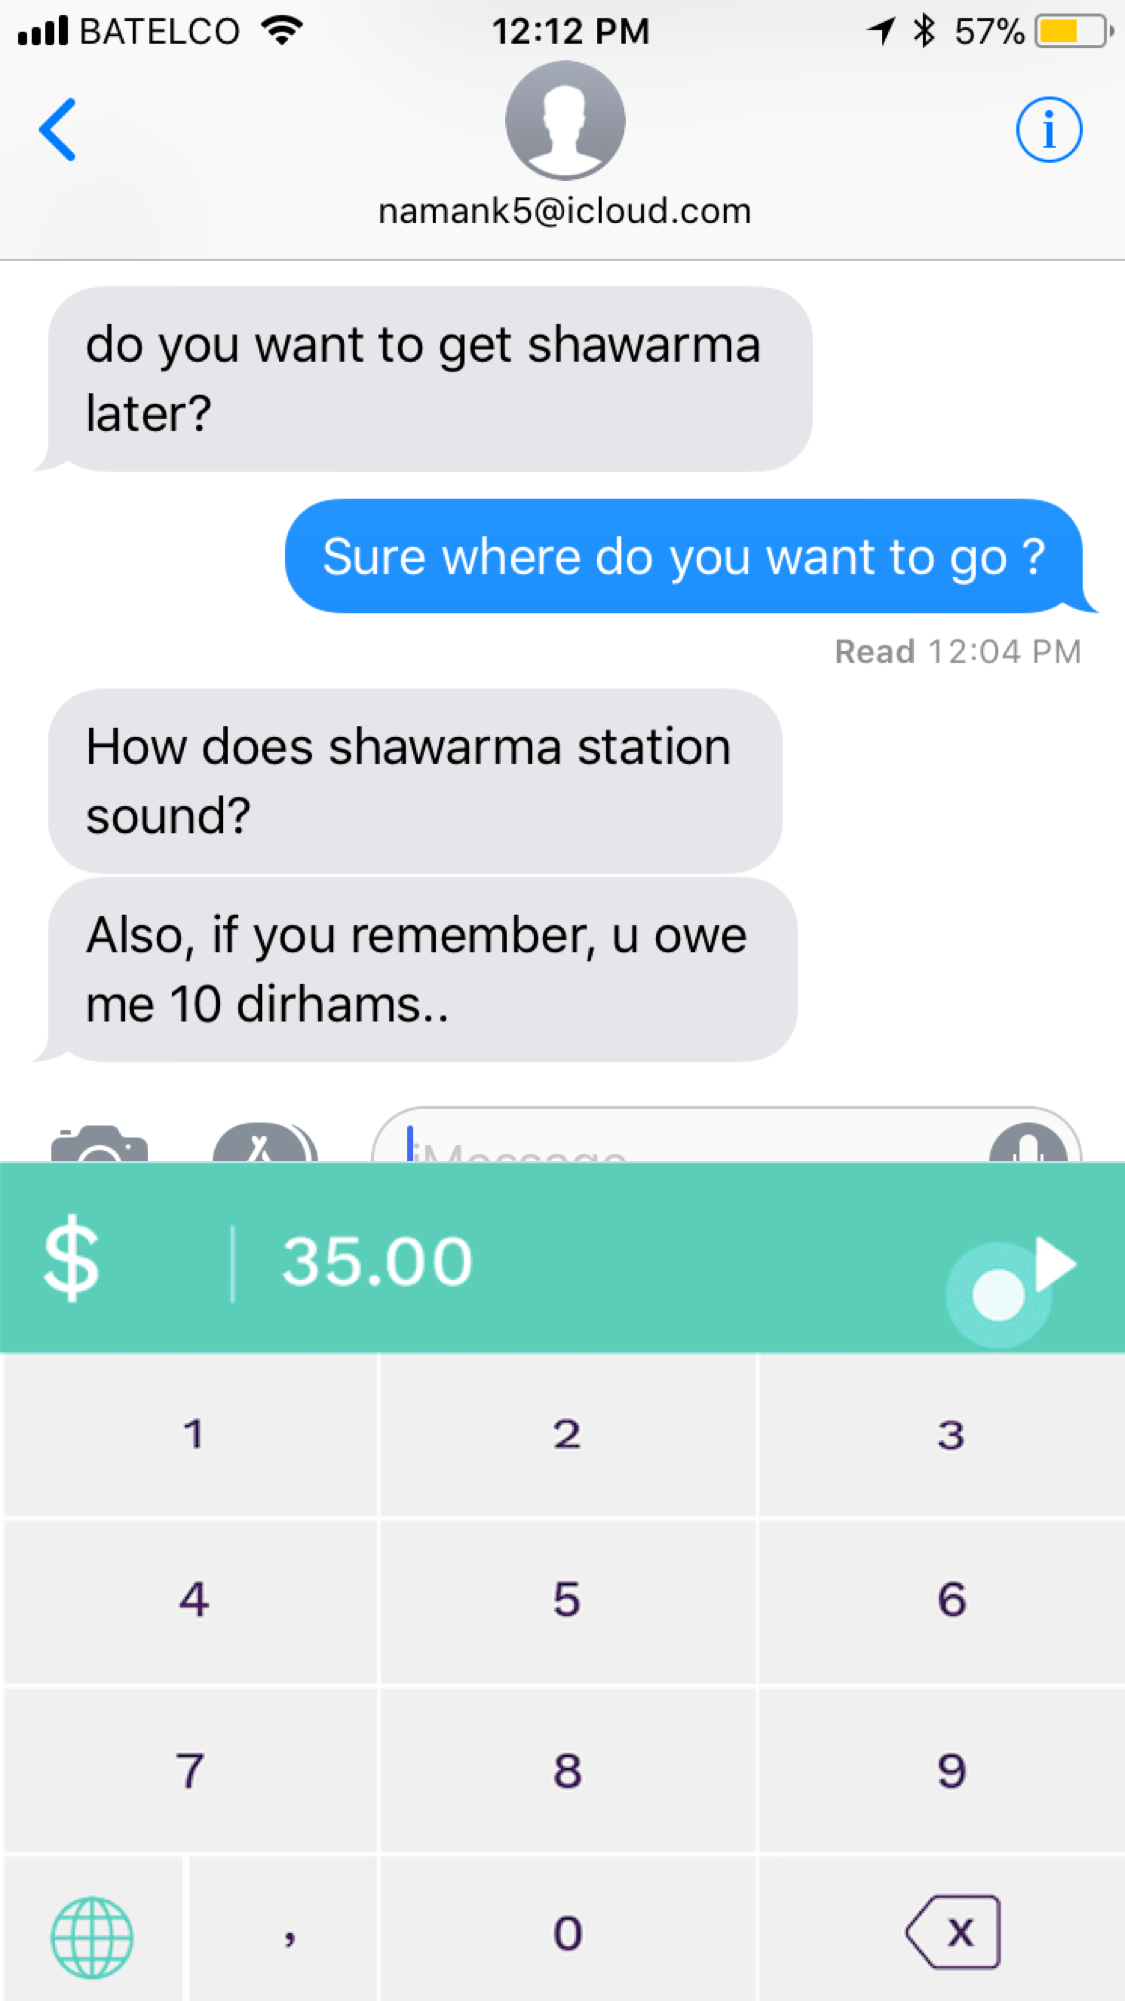 BATELCO 12:12 PM 57%
i
namank5@icloud.com
do you want to get shawarma
later?
Sure where do you want to go ?
Read 12:04 PM
How does shawarma station
sound?
Also, if you remember, u owe
me 10 dirhams..
iMessage
$ 35.00
1 2 3
4 5 6
7 8 9
, 0 x